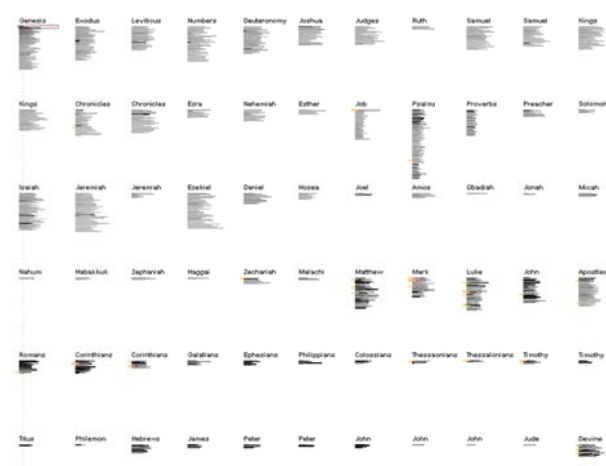 Genesis Exodus Leviticus Numbers Deuteronomy Joshua Judges Ruth Samuel Samuel Kings
Kings Chronicles Chronicles Ezra Nehemiah Esther Job Psalms Proverbs Preacher Solomon
Isaiah Jeremiah Jeremiah Ezekiel Daniel Hosea Joel Amos Obadiah Jonah Micah
Nahum Habakkuk Zephaniah Haggai Zechariah Malachi Matthew Mark Luke John Apostles
Romans Corinthians Corinthians Galatians Ephesians Philippians Colossians Thessaonians Thessalonians Timothy Timothy
Titus Philemon Hebrews James Peter Peter John John John Jude Devine